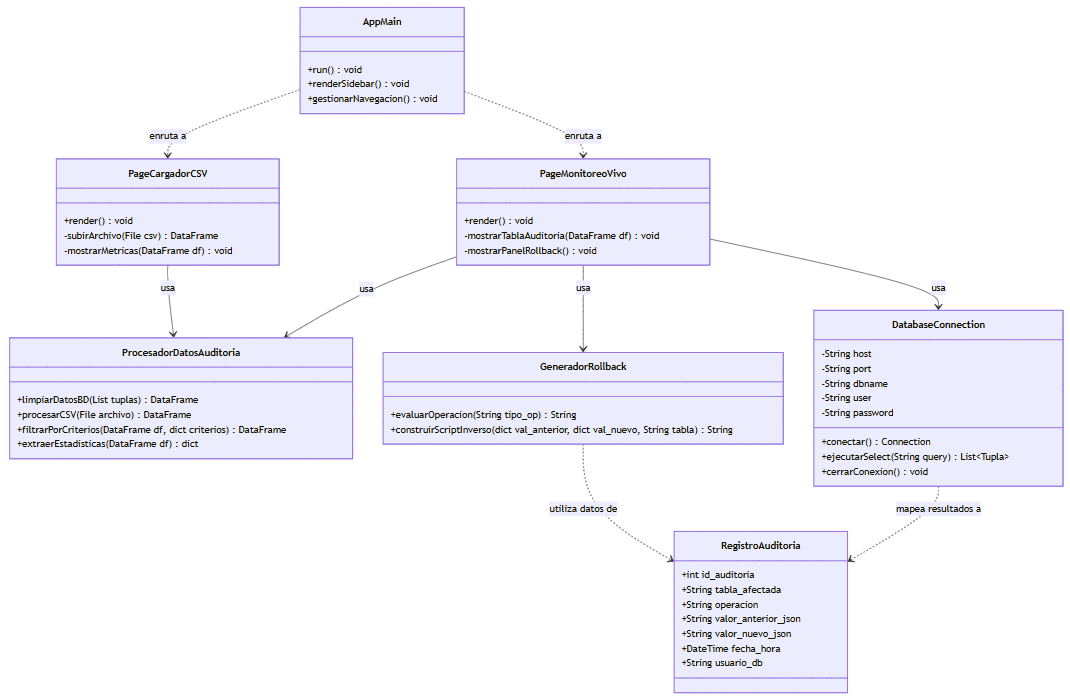 AppMain
+run() : void
+renderSidebar() : void
+gestionarNavegacion() : void
enruta a
enruta a
PageCargadorCSV
+render() : void
-subirArchivo(File csv) : DataFrame
-mostrarMetricas(DataFrame df) : void
PageMonitoreoVivo
+render() : void
-mostrarTablaAuditoria(DataFrame df) : void
-mostrarPanelRollback() : void
usa
usa
usa
usa
ProcesadorDatosAuditoria
+limpiarDatosBD(List tuplas) : DataFrame
+procesarCSV(File archivo) : DataFrame
+filtrarPorCriterios(DataFrame df, dict criterios) : DataFrame
+extraerEstadisticas(DataFrame df) : dict
GeneradorRollback
+evaluarOperacion(String tipo_op) : String
+construirScriptInverso(dict val_anterior, dict val_nuevo, String tabla) : String
DatabaseConnection
-String host
-String port
-String dbname
-String user
-String password
+conectar() : Connection
+ejecutarSelect(String query) : List<Tupla>
+cerrarConexion() : void
utiliza datos de
mapea resultados a
RegistroAuditoria
+int id_auditoria
+String tabla_afectada
+String operacion
+String valor_anterior_json
+String valor_nuevo_json
+DateTime fecha_hora
+String usuario_db